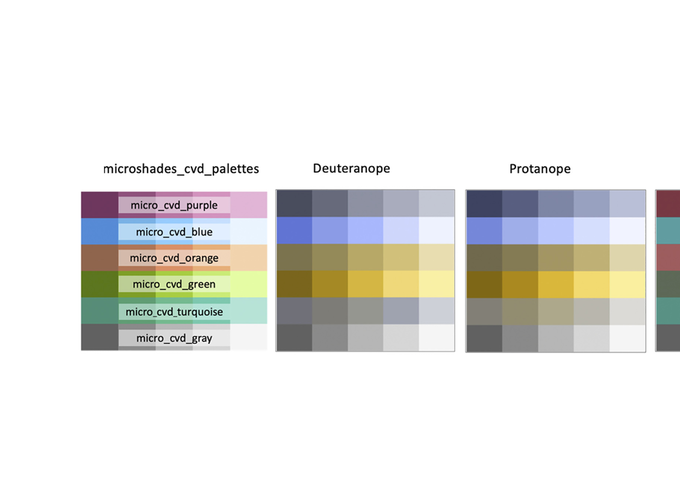 microshades_cvd_palettes
Deuteranope
Protanope
micro_cvd_purple
micro_cvd_blue
micro_cvd_orange
micro_cvd_green
micro_cvd_turquoise
micro_cvd_gray